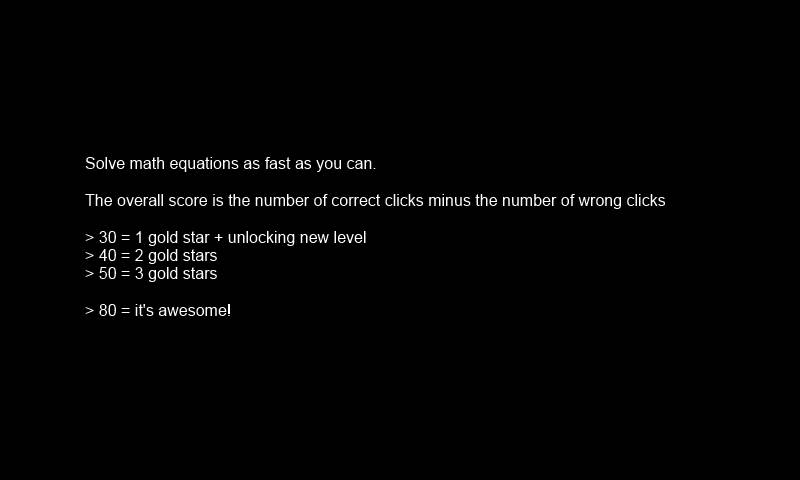 Solve math equations as fast as you can.
The overall score is the number of correct clicks minus the number of wrong clicks
> 30 = 1 gold star + unlocking new level
> 40 = 2 gold stars
> 50 = 3 gold stars
> 80 = it's awesome!